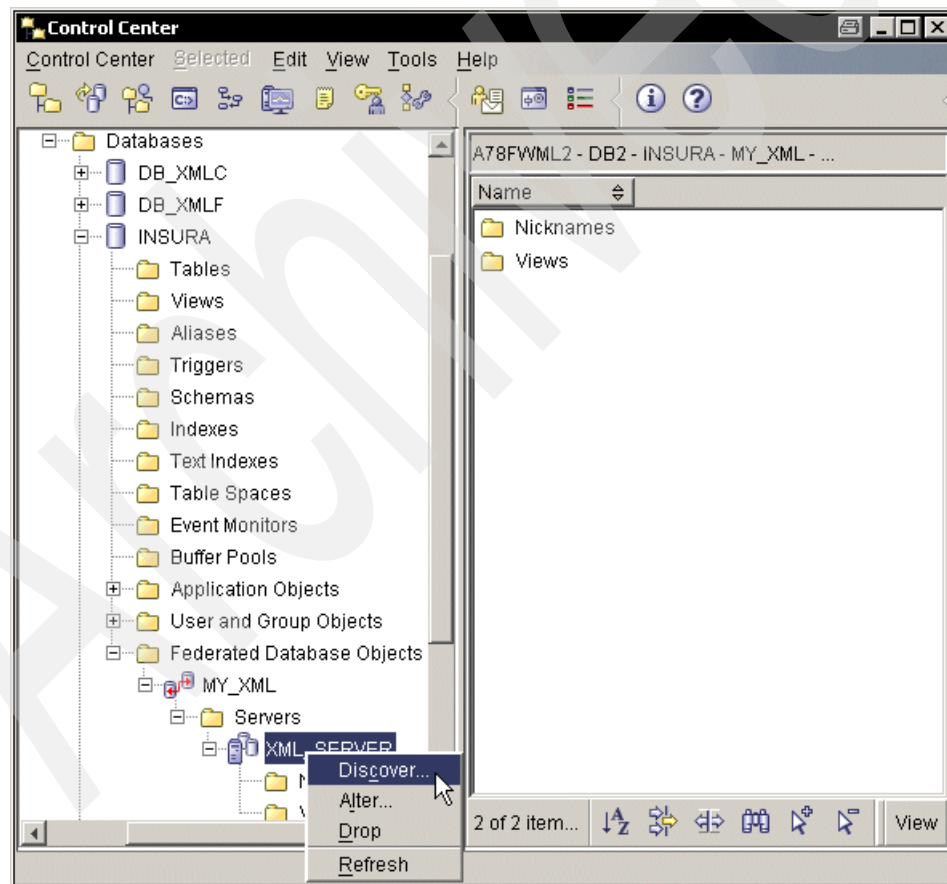 Control Center
Control Center Selected Edit View Tools Help
Databases
DB_XMLC
DB_XMLF
INSURA
Tables
Views
Aliases
Triggers
Schemas
Indexes
Text Indexes
Table Spaces
Event Monitors
Buffer Pools
Application Objects
User and Group Objects
Federated Database Objects
MY_XML
Servers
XML_SERVER
Discover...
Alter...
Drop
Refresh
A78FWML2 - DB2 - INSURA - MY_XML - ...
Name
Nicknames
Views
2 of 2 item...
View